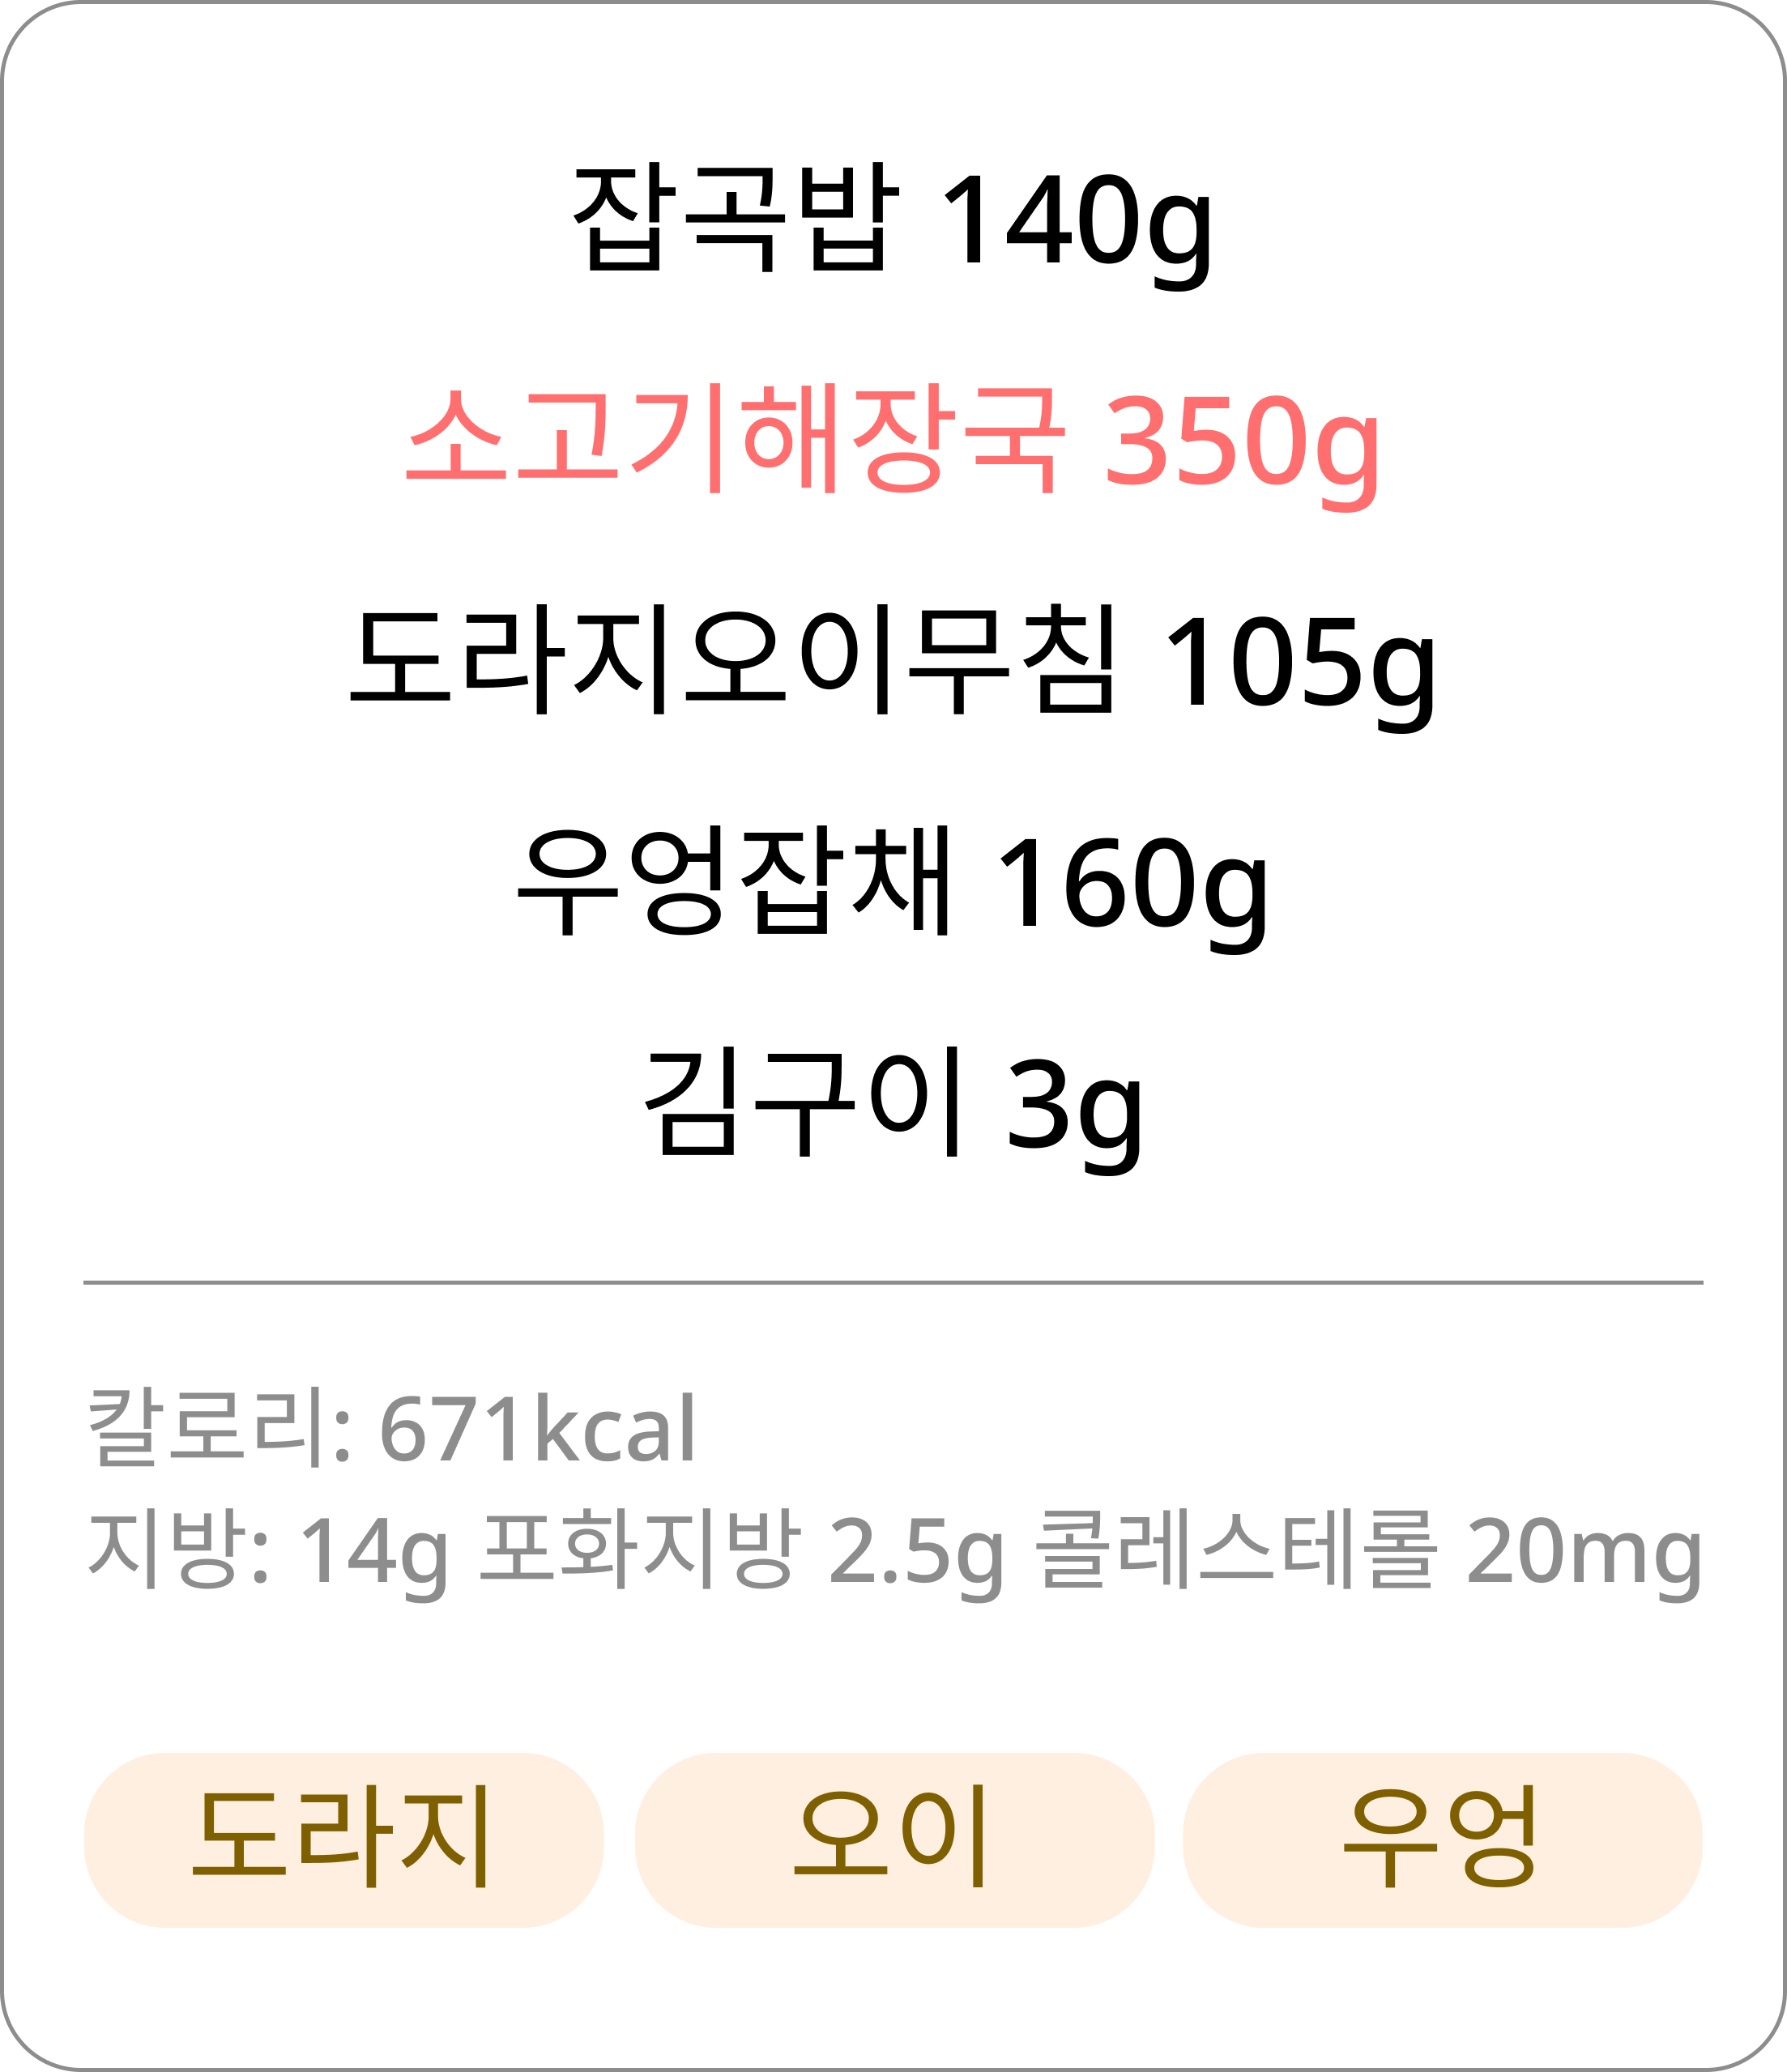 잡곡밥 140g
소고기해장국 350g
도라지오이무침 105g
우엉잡채 160g
김구이 3g
칼로리: 671kcal
지방: 14g 포화지방 2.5g 콜레스테롤 20mg
도라지 오이 우엉